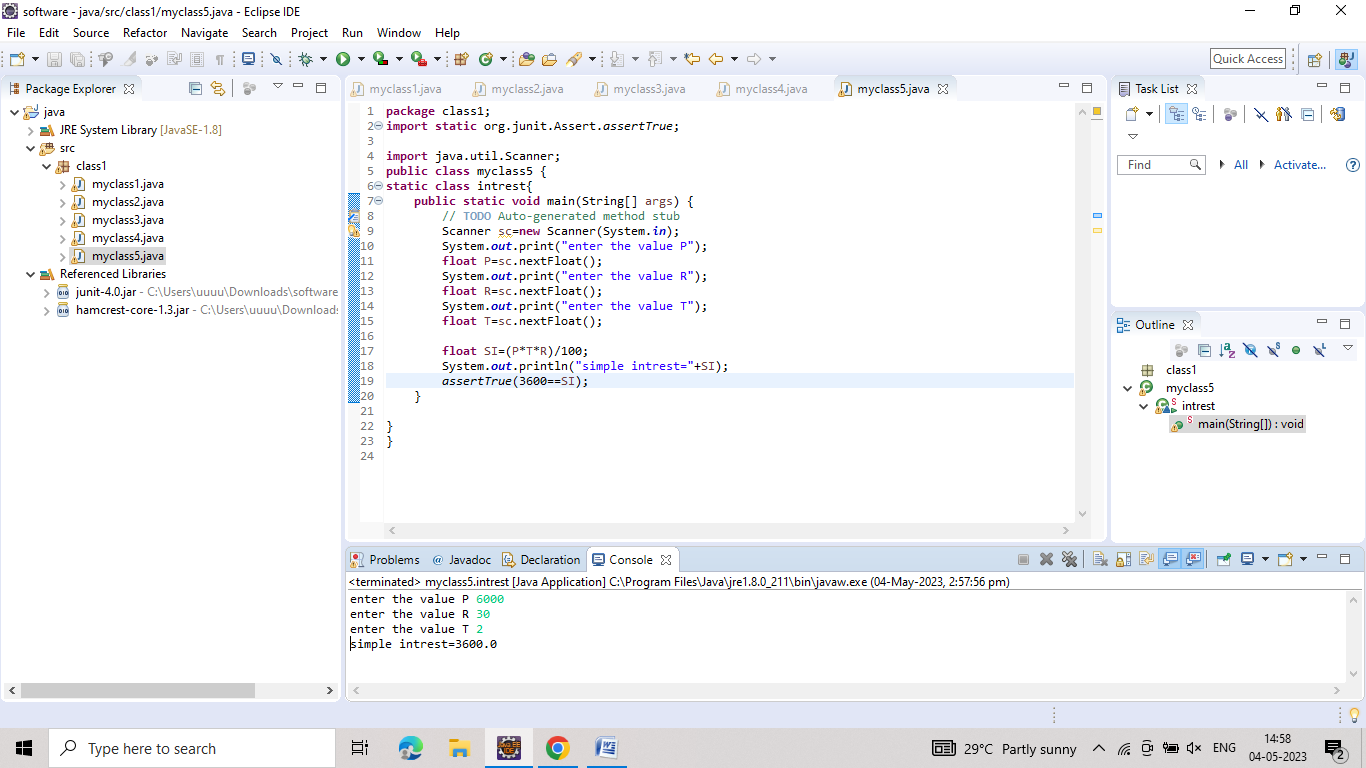 software - java/src/class1/myclass5.java - Eclipse IDE
File Edit Source Refactor Navigate Search Project Run Window Help
Quick Access
Package Explorer
java
JRE System Library [JavaSE-1.8]
src
class1
myclass1.java
myclass2.java
myclass3.java
myclass4.java
myclass5.java
Referenced Libraries
junit-4.0.jar - C:\Users\uuuu\Downloads\software
hamcrest-core-1.3.jar - C:\Users\uuuu\Downloads
myclass1.java myclass2.java myclass3.java myclass4.java myclass5.java
1 package class1;
2 import static org.junit.Assert.assertTrue;
3
4 import java.util.Scanner;
5 public class myclass5 {
6 static class intrest{
7 public static void main(String[] args) {
8 // TODO Auto-generated method stub
9 Scanner sc=new Scanner(System.in);
10 System.out.print("enter the value P");
11 float P=sc.nextFloat();
12 System.out.print("enter the value R");
13 float R=sc.nextFloat();
14 System.out.print("enter the value T");
15 float T=sc.nextFloat();
16
17 float SI=(P*T*R)/100;
18 System.out.println("simple intrest="+SI);
19 assertTrue(3600==SI);
20 }
21
22 }
23 }
24
Task List
Find All Activate...
Outline
class1
myclass5
intrest
main(String[]) : void
Problems @ Javadoc Declaration Console
<terminated> myclass5.intrest [Java Application] C:\Program Files\Java\jre1.8.0_211\bin\javaw.exe (04-May-2023, 2:57:56 pm)
enter the value P 6000
enter the value R 30
enter the value T 2
simple intrest=3600.0
Type here to search
29°C Partly sunny
ENG
14:58
04-05-2023
2